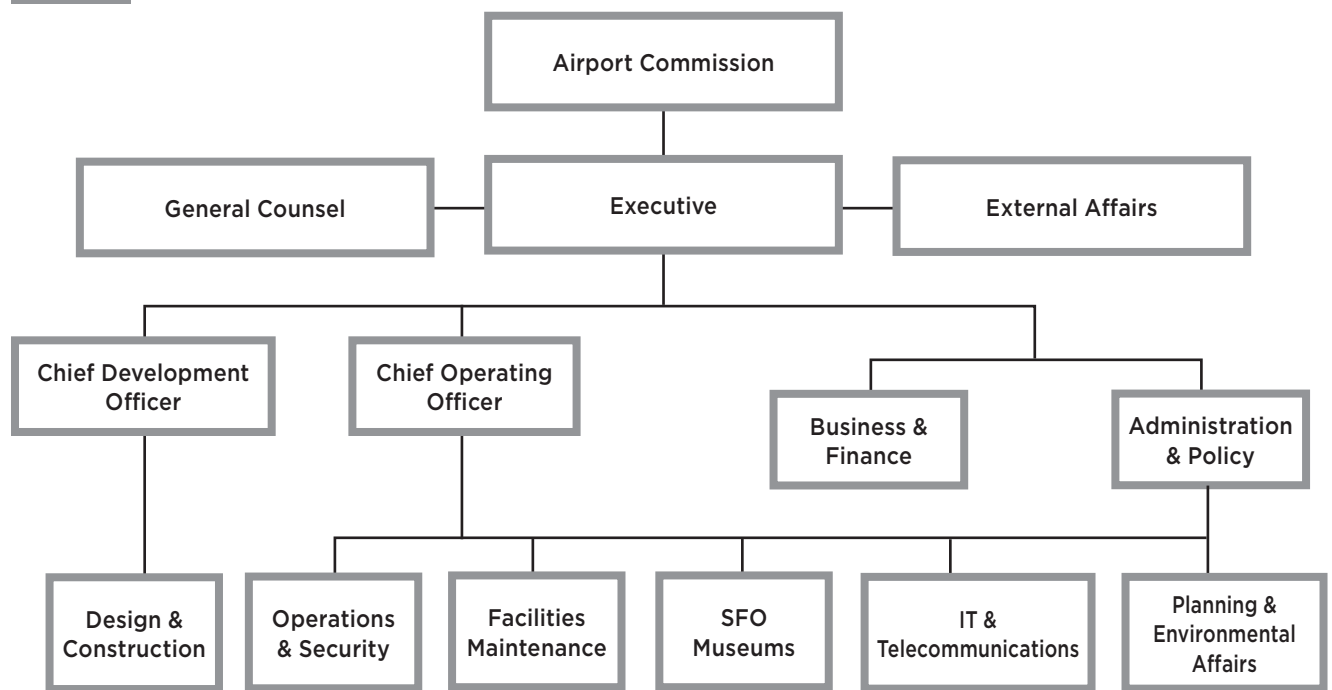 Airport Commission
General Counsel
Executive
External Affairs
Chief Development
Officer
Chief Operating
Officer
Business &
Finance
Administration
& Policy
Design &
Construction
Operations
& Security
Facilities
Maintenance
SFO
Museums
IT &
Telecommunications
Planning &
Environmental
Affairs